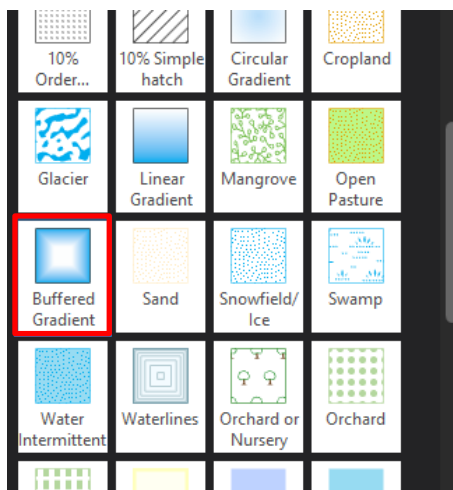 10%
Order...
10% Simple
hatch
Circular
Gradient
Cropland
Glacier
Linear
Gradient
Mangrove
Open
Pasture
Buffered
Gradient
Sand
Snowfield/
Ice
Swamp
Water
Intermittent
Waterlines
Orchard or
Nursery
Orchard